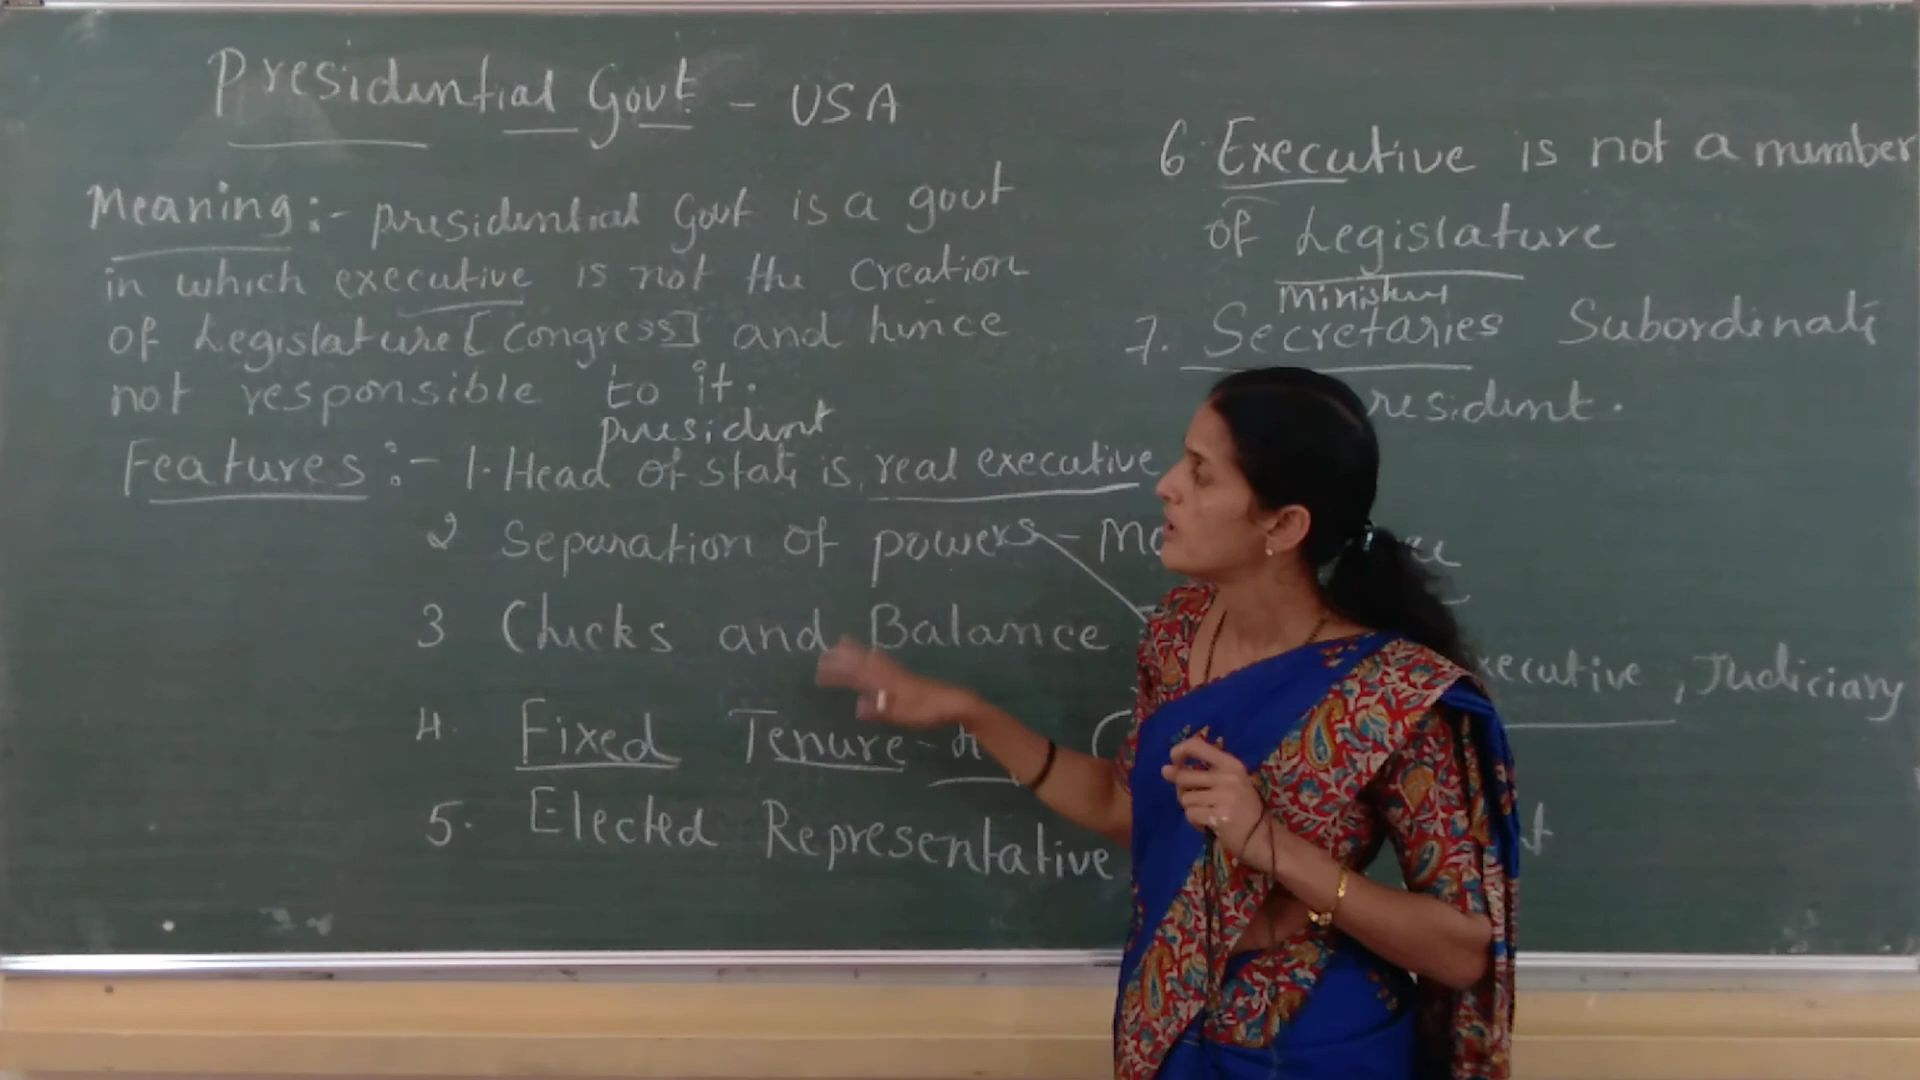 Presidential Govt. - USA
Meaning:- presidential Govt is a govt
in which executive is not the creation
of Legislature [Congress] and hence
not responsible to it.
president
Features:- 1. Head of State is real executive
2 Separation of powers -
3 Checks and Balance
4. Fixed Tenure -
5. Elected Representative
6 Executive is not a member
of Legislature
Ministers
7. Secretaries Subordinate
resident.
xecutive, Judiciary